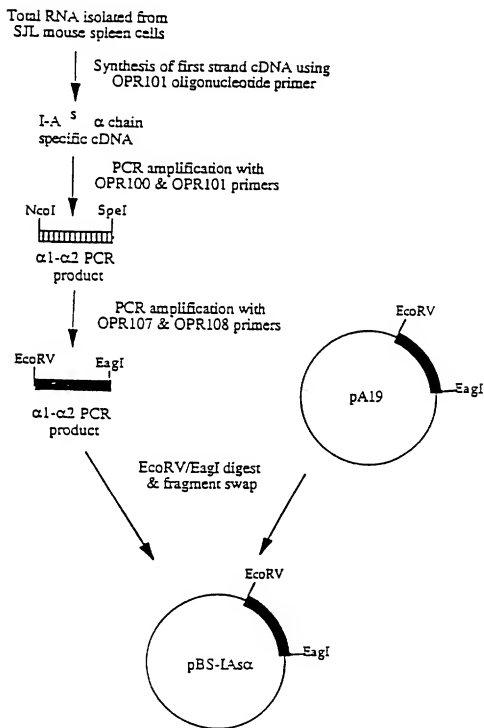 Total RNA isolated from
SJL mouse spleen cells
Synthesis of first strand cDNA using
OPR101 oligonucleotide primer
I-A s α chain
specific cDNA
PCR amplification with
OPR100 & OPR101 primers
NcoI SpeI
α1-α2 PCR
product
PCR amplification with
OPR107 & OPR108 primers
EcoRV EagI
α1-α2 PCR
product
EcoRV
pA19
EagI
EcoRV/EagI digest
& fragment swap
EcoRV
EagI
pBS-IAsα